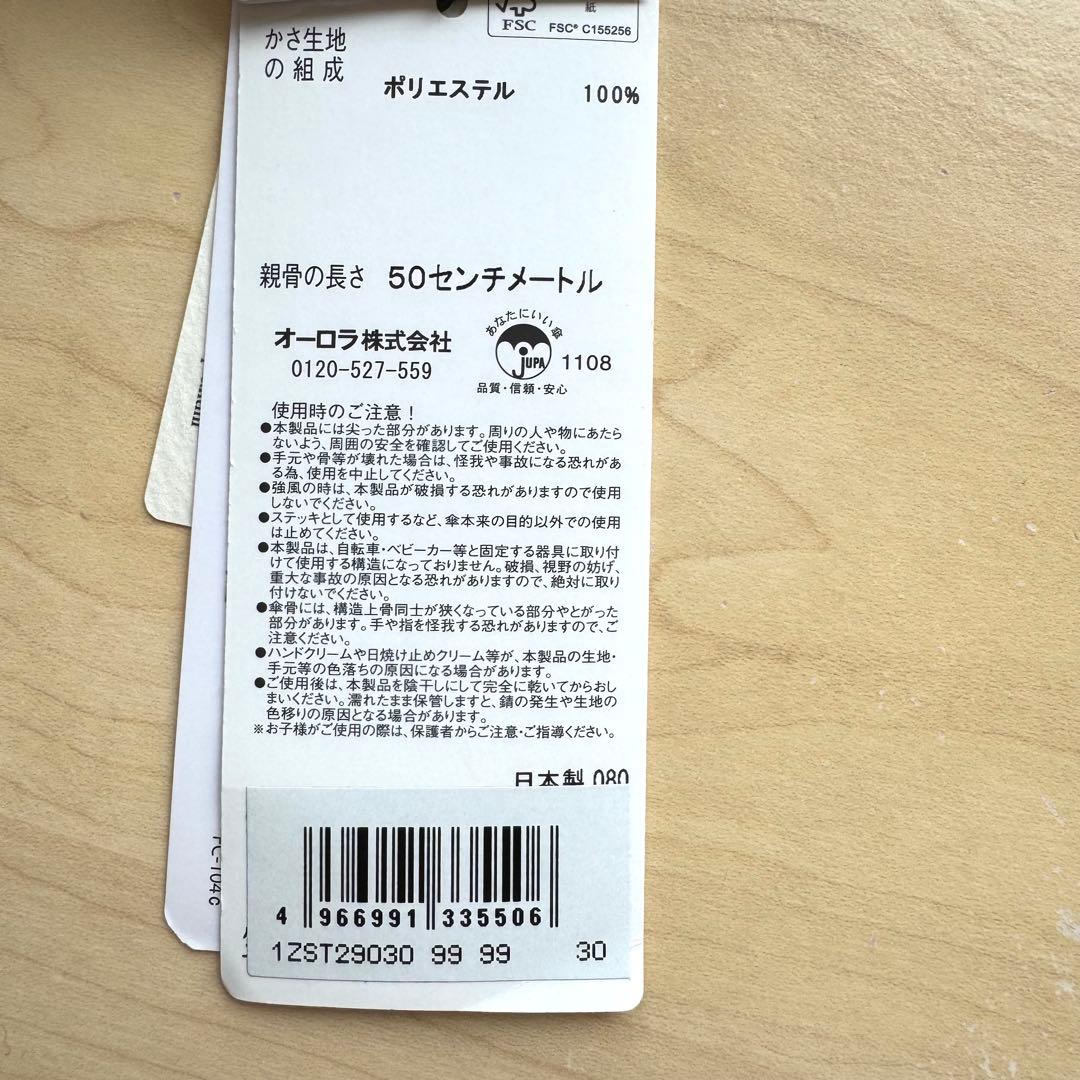 紙
FSC FSC® C155256
かさ生地
の組成
ポリエステル 100%
親骨の長さ 50センチメートル
オーロラ株式会社
0120-527-559
あなたにいい傘
JUPA
1108
品質・信頼・安心
使用時のご注意！
●本製品には尖った部分があります。周りの人や物にあたら
ないよう、周囲の安全を確認してご使用ください。
●手元や骨等が壊れた場合は、怪我や事故になる恐れがあ
る為、使用を中止してください。
●強風の時は、本製品が破損する恐れがありますので使用
しないでください。
●ステッキとして使用するなど、傘本来の目的以外での使用
は止めてください。
●本製品は、自転車・ベビーカー等と固定する器具に取り付
けて使用する構造になっておりません。破損、視野の妨げ、
重大な事故の原因となる恐れがありますので、絶対に取り
付けないでください。
●傘骨には、構造上骨同士が狭くなっている部分やとがった
部分があります。手や指を怪我する恐れがありますので、ご
注意ください。
●ハンドクリームや日焼け止めクリーム等が、本製品の生地・
手元等の色落ちの原因になる場合があります。
●ご使用後は、本製品を陰干しにして完全に乾いてからおし
まいください。濡れたまま保管しますと、錆の発生や生地の
色移りの原因となる場合があります。
※お子様がご使用の際は、保護者からご注意・ご指導ください。
日本製 080
4 966991 335506
1ZST29030 99 99 30